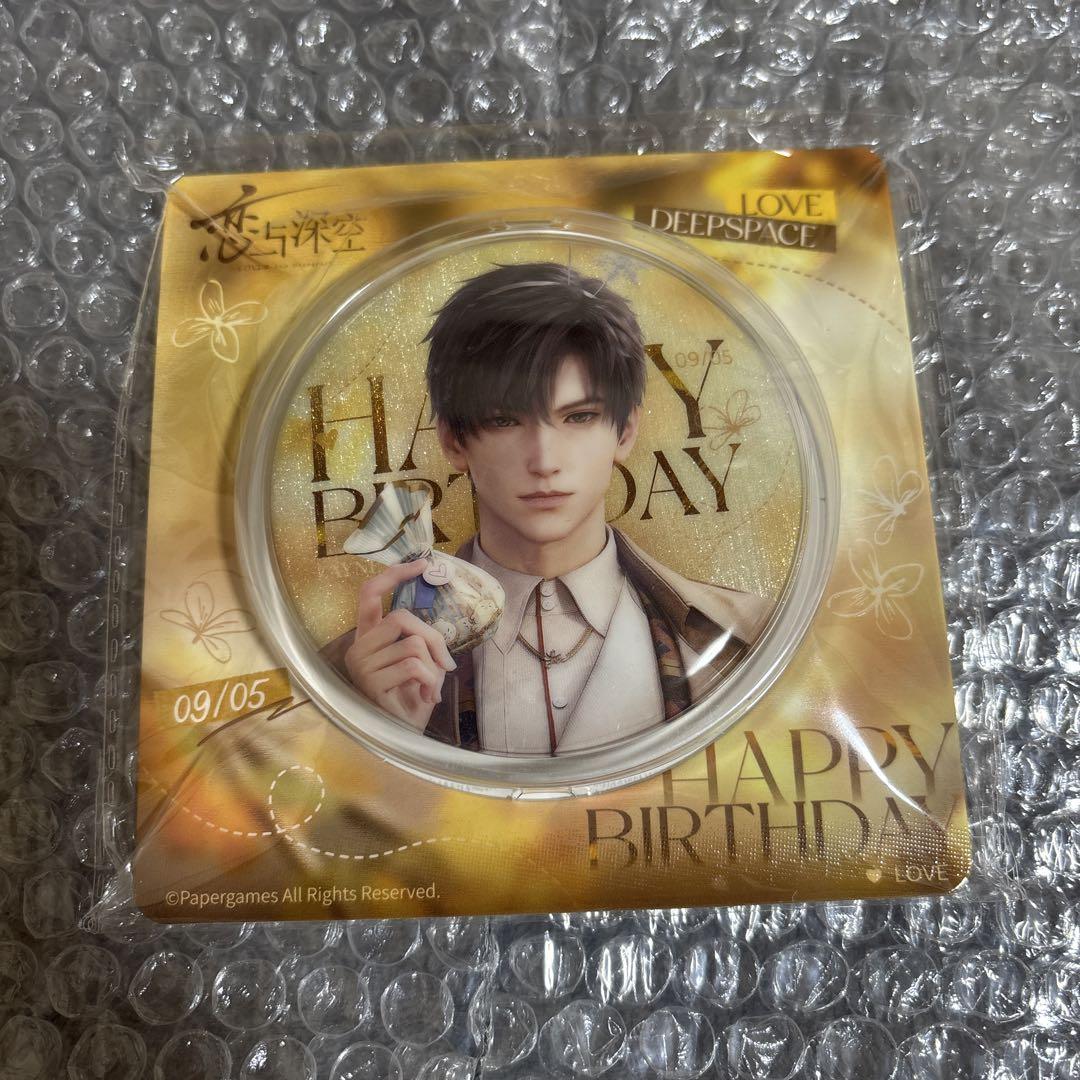 恋与深空
LOVE
DEEPSPACE
09/05
HAPPY
BIRTHDAY
09/05
HAPPY
BIRTHDAY
LOVE
©Papergames All Rights Reserved.